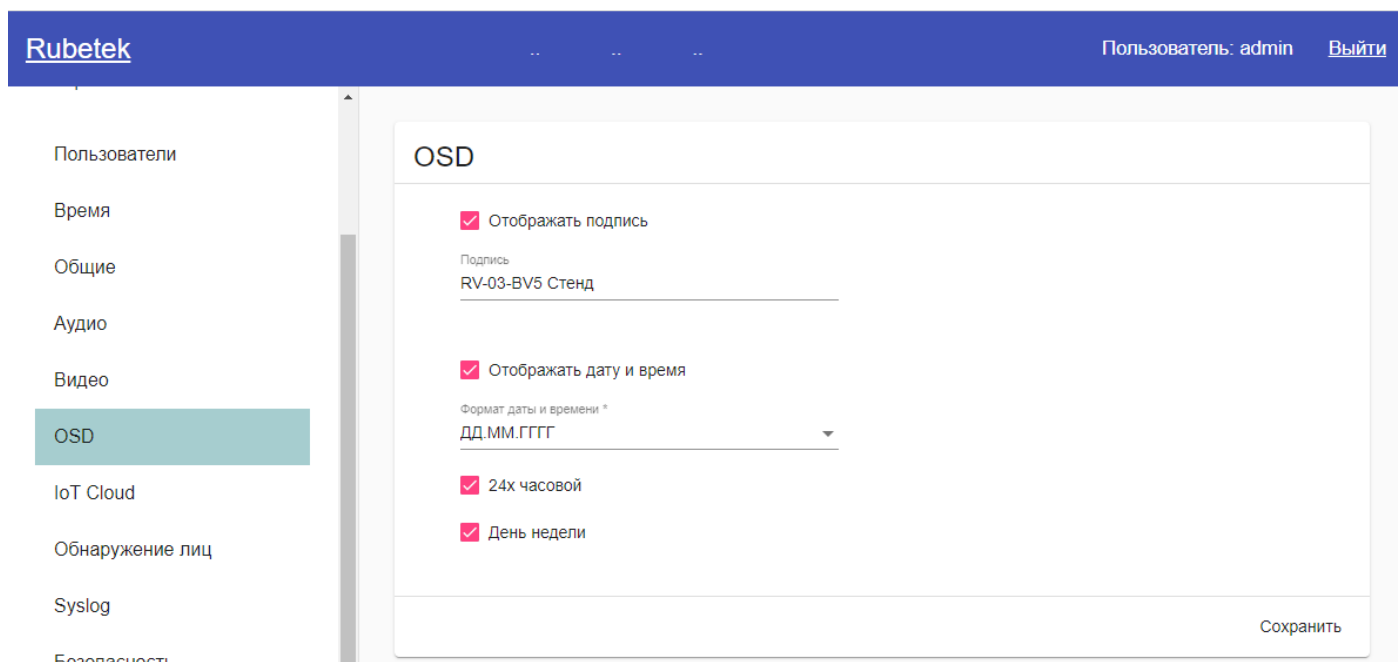 Rubetek
.. .. ..
Пользователь: admin
Выйти
Пользователи
Время
Общие
Аудио
Видео
OSD
IoT Cloud
Обнаружение лиц
Syslog
Безопасность
OSD
Отображать подпись
Подпись
RV-03-BV5 Стенд
Отображать дату и время
Формат даты и времени *
ДД.ММ.ГГГГ
24х часовой
День недели
Сохранить